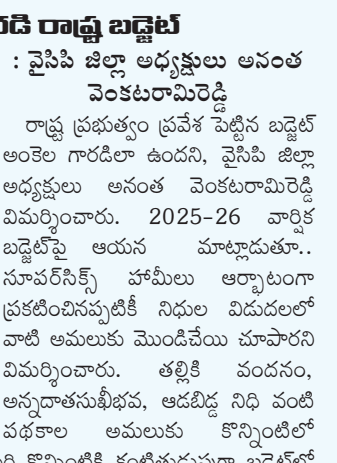 రడి రాష్ట్ర బడ్జెట్
: వైసిపి జిల్లా అధ్యక్షులు అనంత
వెంకటరామిరెడ్డి
రాష్ట్ర ప్రభుత్వం ప్రవేశ పెట్టిన బడ్జెట్
అంకెల గారడిలా ఉందని, వైసిపి జిల్లా
అధ్యక్షులు అనంత వెంకటరామిరెడ్డి
విమర్శించారు. 2025-26 వార్షిక
బడ్జెట్‌పై ఆయన మాట్లాడుతూ..
సూపర్‌సిక్స్ హామీలు ఆర్భాటంగా
ప్రకటించినప్పటికీ నిధుల విడుదలలో
వాటి అమలుకు మొండిచేయి చూపారని
విమర్శించారు. తల్లికి వందనం,
అన్నదాతసుఖీభవ, ఆడబిడ్డ నిధి వంటి
పథకాల అమలుకు కొన్నింటిలో